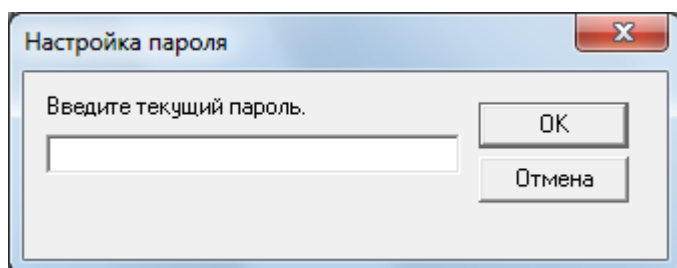 Настройка пароля
Введите текущий пароль.
OK
Отмена